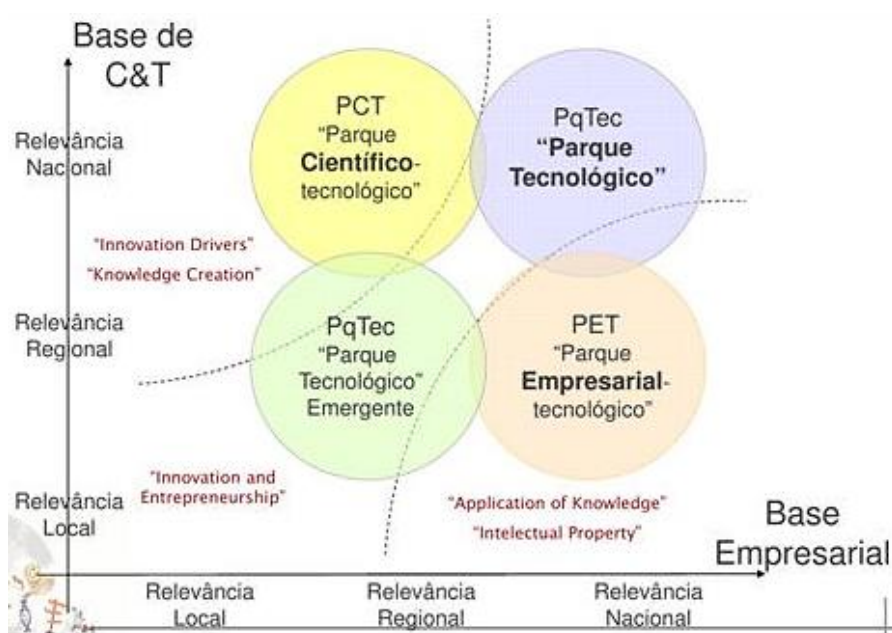 Base de
C&T
PCT
“Parque
Científico-
tecnológico”
PqTec
“Parque
Tecnológico”
Relevância
Nacional
“Innovation Drivers”
“Knowledge Creation”
Relevância
Regional
PqTec
“Parque
Tecnológico”
Emergente
PET
“Parque
Empresarial-
tecnológico”
Relevância
Local
“Innovation and
Entrepreneurship”
“Application of Knowledge”
“Intelectual Property”
Base
Empresarial
Relevância
Local
Relevância
Regional
Relevância
Nacional